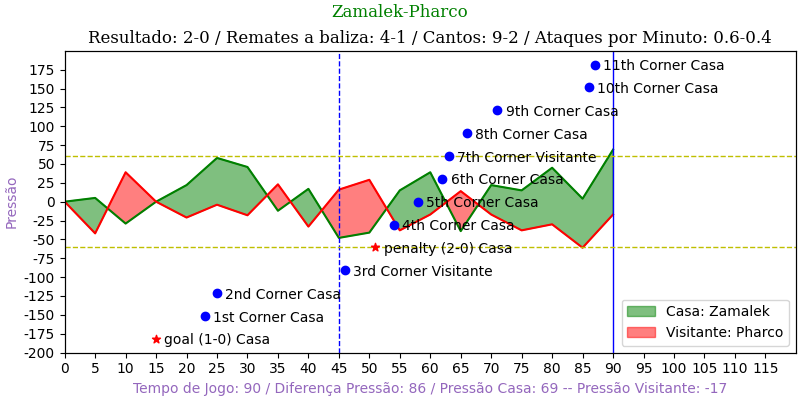 Zamalek-Pharco
Resultado: 2-0 / Remates a baliza: 4-1 / Cantos: 9-2 / Ataques por Minuto: 0.6-0.4
175
150
125
100
75
50
25
0
-25
-50
-75
-100
-125
-150
-175
-200
Pressão
11th Corner Casa
10th Corner Casa
9th Corner Casa
8th Corner Casa
7th Corner Visitante
6th Corner Casa
5th Corner Casa
4th Corner Casa
penalty (2-0) Casa
3rd Corner Visitante
2nd Corner Casa
1st Corner Casa
goal (1-0) Casa
Casa: Zamalek
Visitante: Pharco
0 5 10 15 20 25 30 35 40 45 50 55 60 65 70 75 80 85 90 95 100 105 110 115
Tempo de Jogo: 90 / Diferença Pressão: 86 / Pressão Casa: 69 -- Pressão Visitante: -17